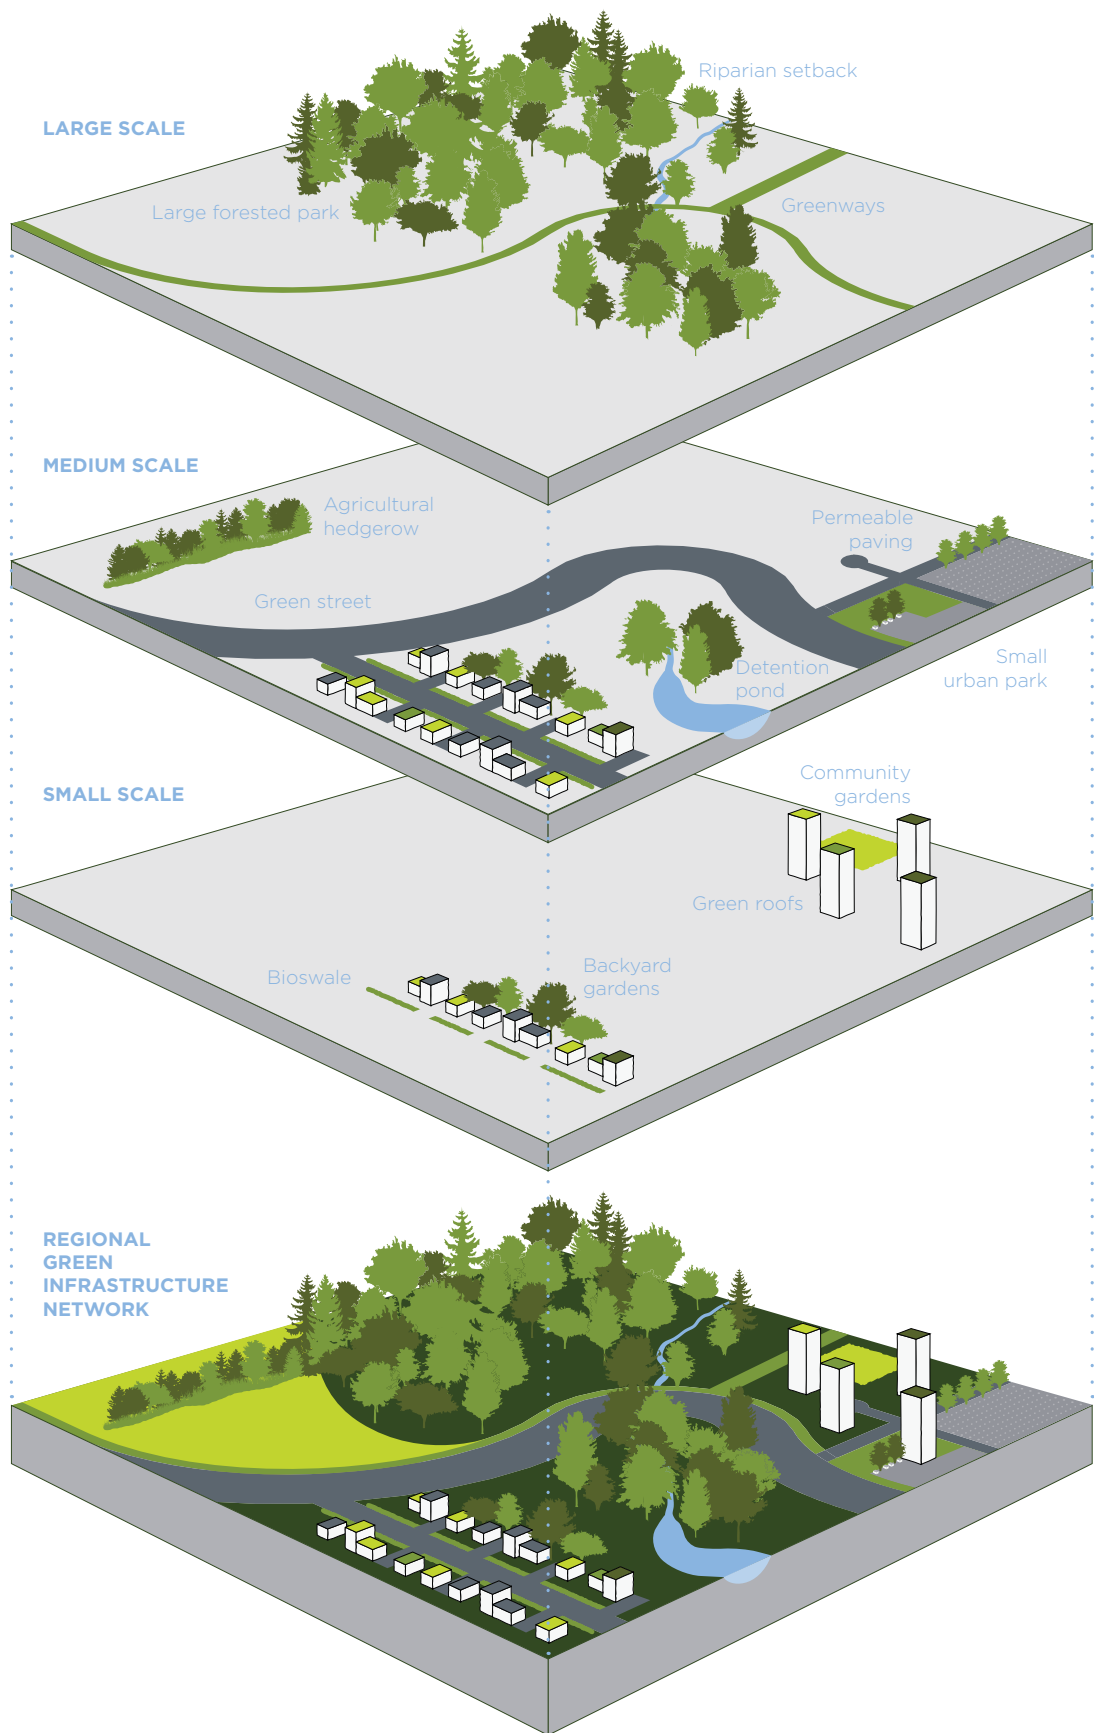 Riparian setback
LARGE SCALE
Large forested park
Greenways
MEDIUM SCALE
Agricultural
hedgerow
Permeable
paving
Green street
Small
urban park
Detention
pond
SMALL SCALE
Community
gardens
Green roofs
Bioswale
Backyard
gardens
REGIONAL
GREEN
INFRASTRUCTURE
NETWORK